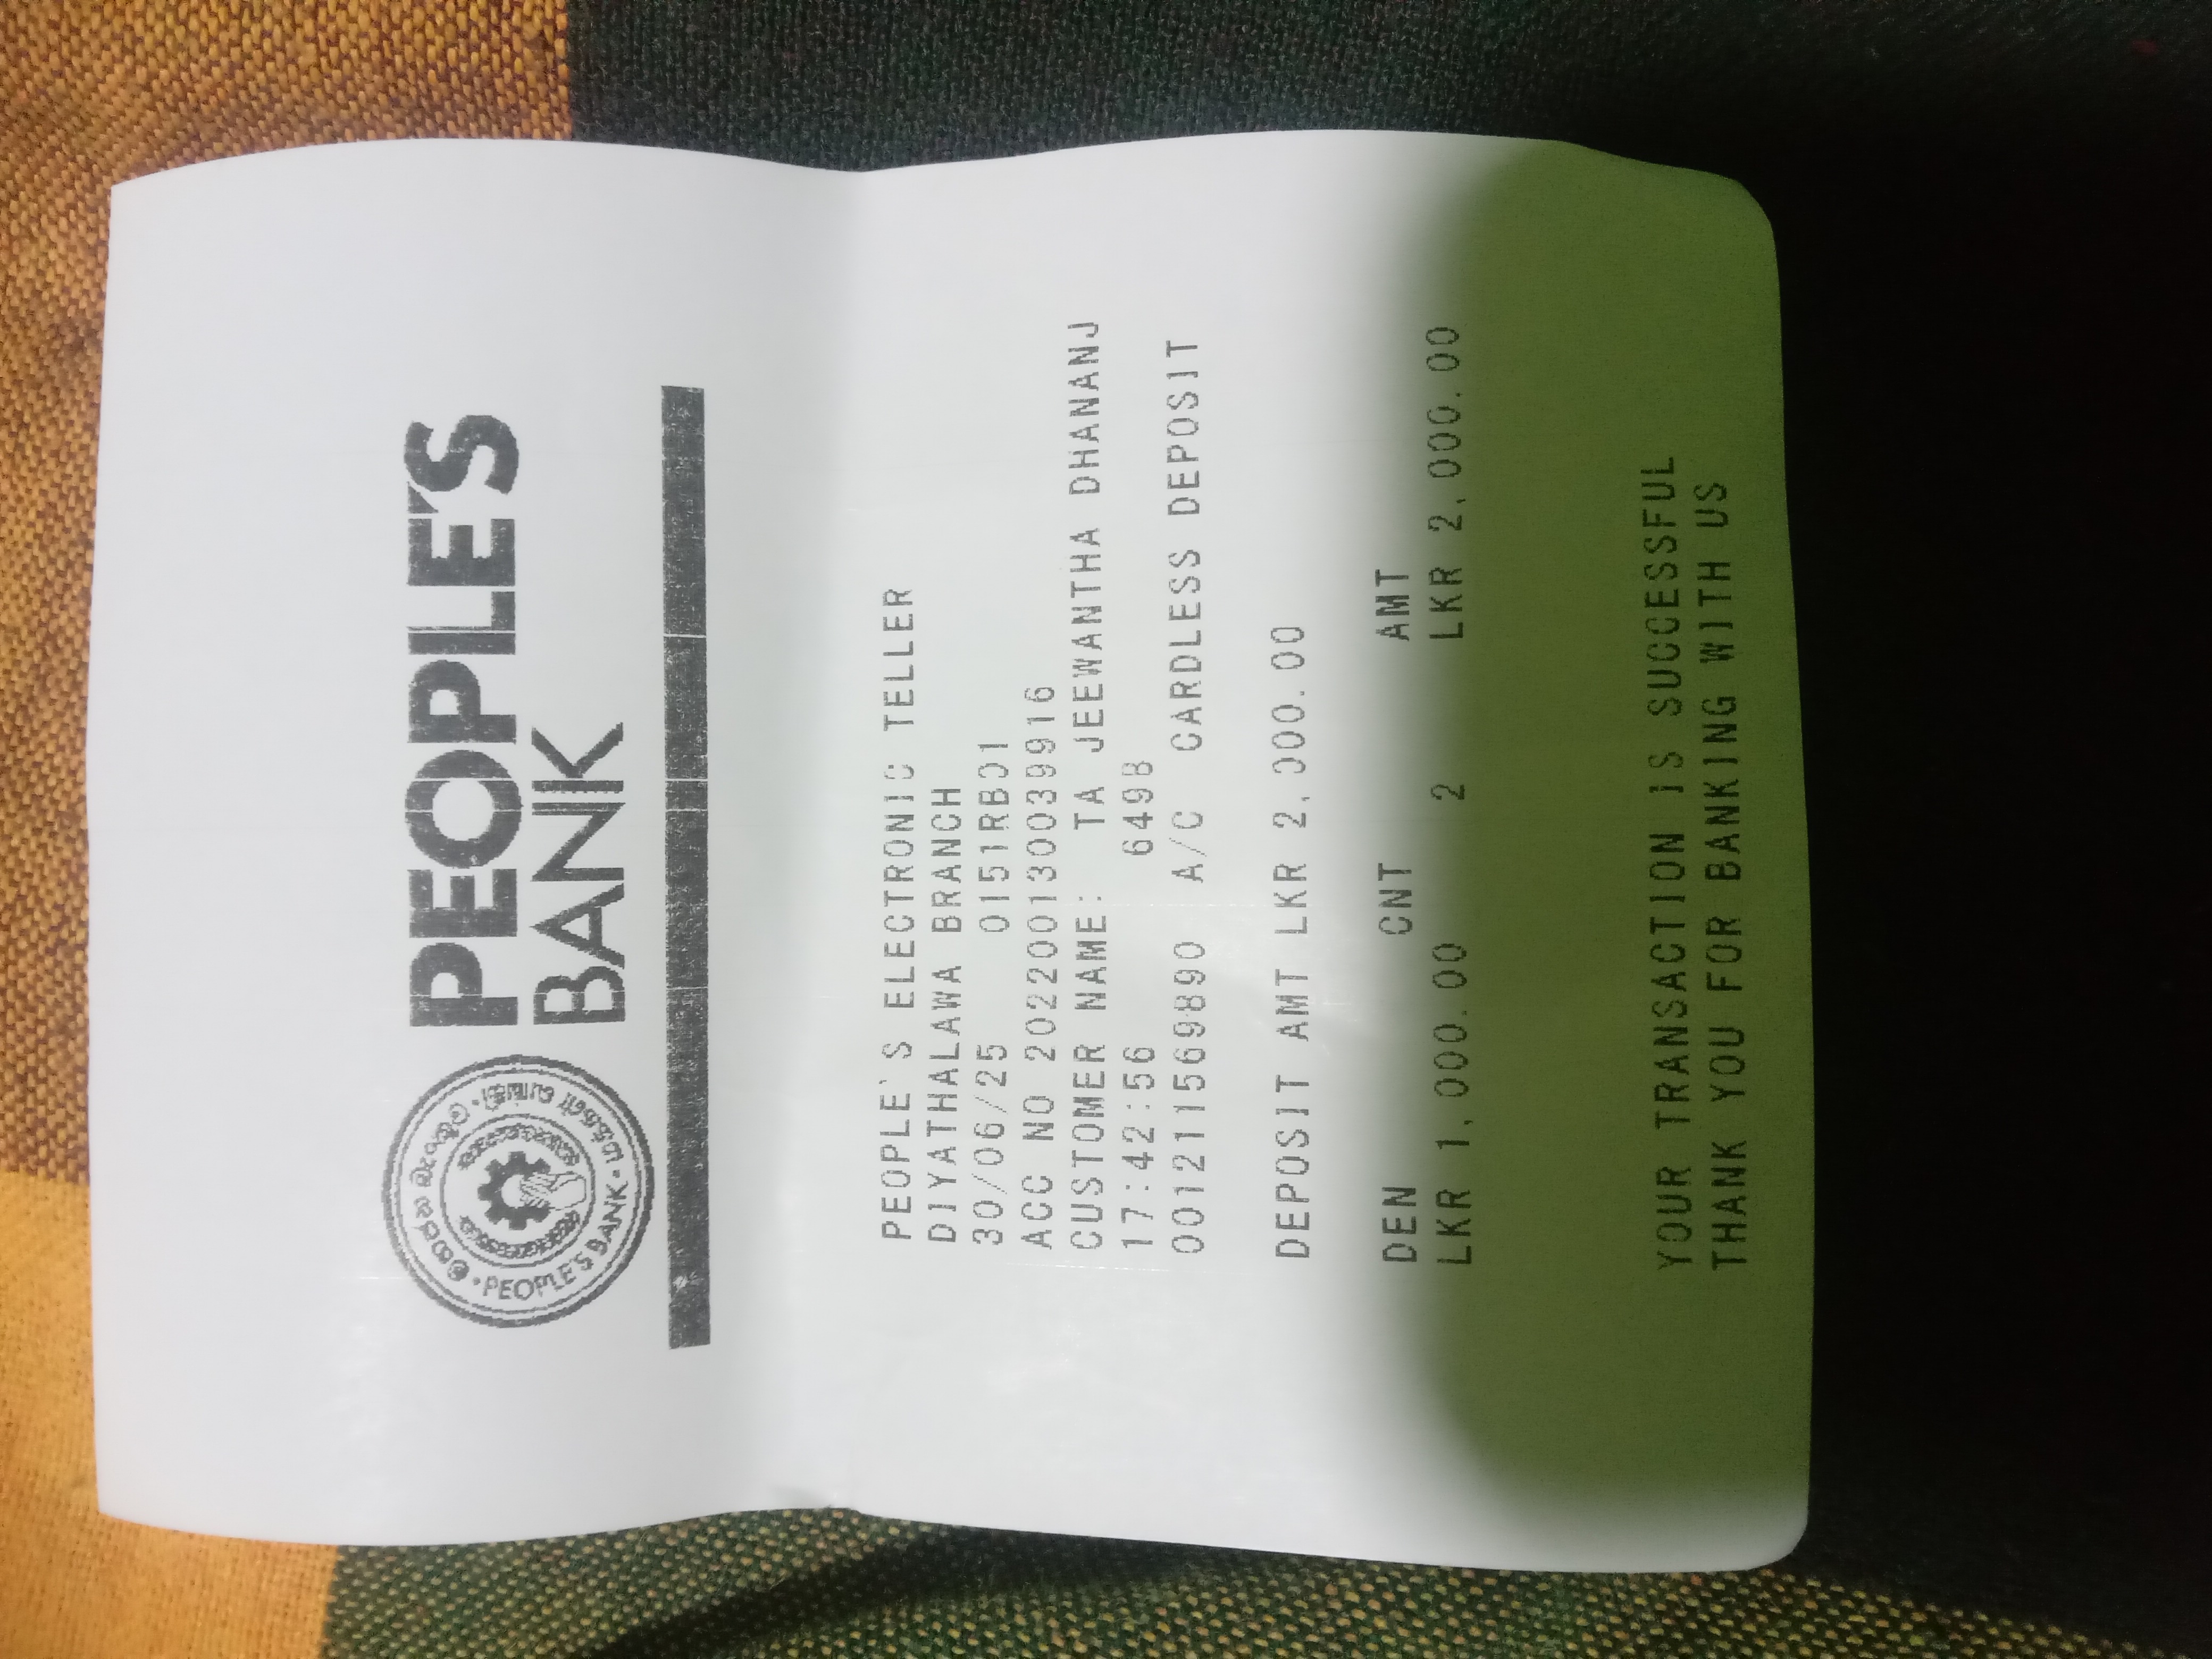 PEOPLE'S
BANK
PEOPLE'S BANK
PEOPLE'S ELECTRONIC TELLER
DIYATHALAWA BRANCH
30/06/25 0151RB01
ACC NO 202200130039916
CUSTOMER NAME: TA JEEWANTHA DHANANJ
17:42:56 6498
001211569890 A/C CARDLESS DEPOSIT
DEPOSIT AMT LKR 2,000.00
DEN CNT AMT
LKR 1,000.00 2 LKR 2,000.00
YOUR TRANSACTION IS SUCCESSFUL
THANK YOU FOR BANKING WITH US